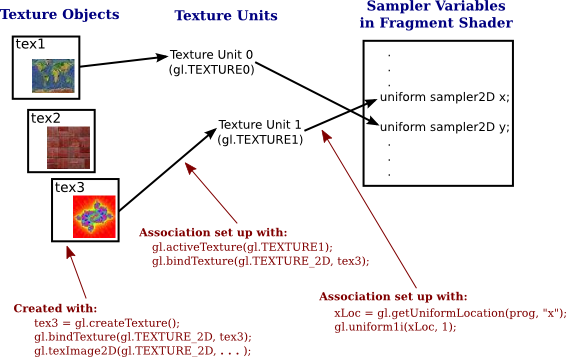 Texture Objects
Texture Units
Sampler Variables
in Fragment Shader
tex1
tex2
tex3
Texture Unit 0
(gl.TEXTURE0)
Texture Unit 1
(gl.TEXTURE1)
.
.
.
uniform sampler2D x;
uniform sampler2D y;
.
.
.
Association set up with:
gl.activeTexture(gl.TEXTURE1);
gl.bindTexture(gl.TEXTURE_2D, tex3);
Association set up with:
xLoc = gl.getUniformLocation(prog, "x");
gl.uniform1i(xLoc, 1);
Created with:
tex3 = gl.createTexture();
gl.bindTexture(gl.TEXTURE_2D, tex3);
gl.texImage2D(gl.TEXTURE_2D, . . . );